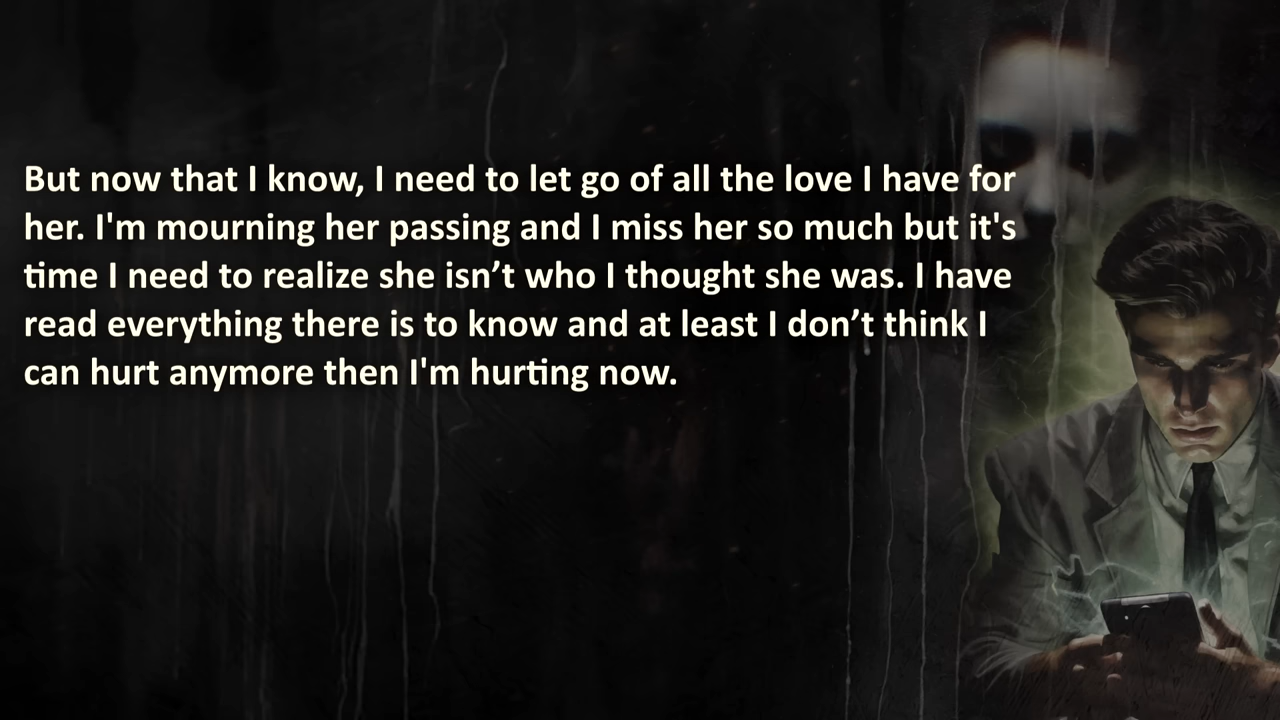 But now that I know, I need to let go of all the love I have for
her. I'm mourning her passing and I miss her so much but it's
time I need to realize she isn’t who I thought she was. I have
read everything there is to know and at least I don’t think I
can hurt anymore then I'm hurting now.